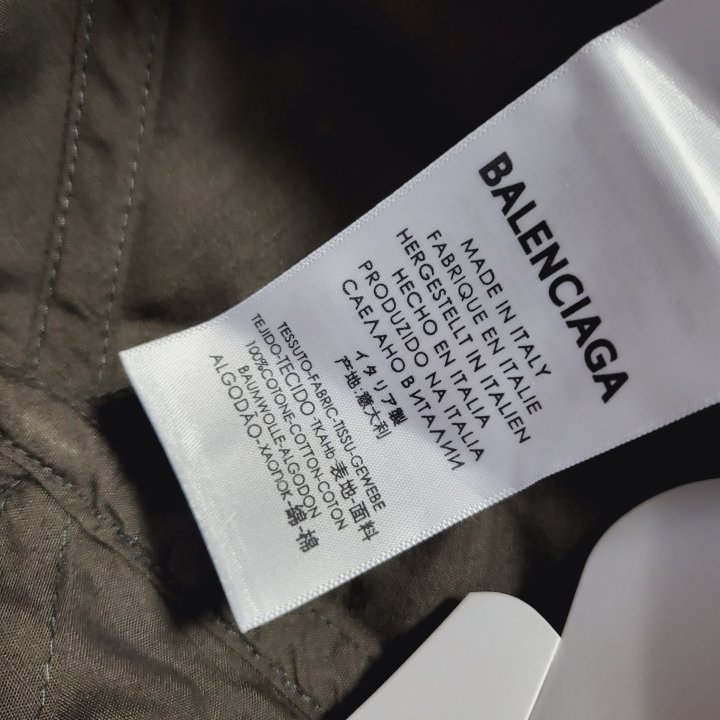 BALENCIAGA
MADE IN ITALY
FABRIQUE EN ITALIE
HERGESTELLT IN ITALIEN
HECHO EN ITALIA
PRODUZIDO NA ITALIA
СДЕЛАНО В ИТАЛИИ
イタリア製
产地:意大利
TESSUTO-FABRIC-TISSU-GEWEBE
TEJIDO-TECIDO-ТКАНЬ-表地-面料
100%COTONE-COTTON-COTON
BAUMWOLLE-ALGODON
ALGODÃO-ХЛОПОК-綿-棉